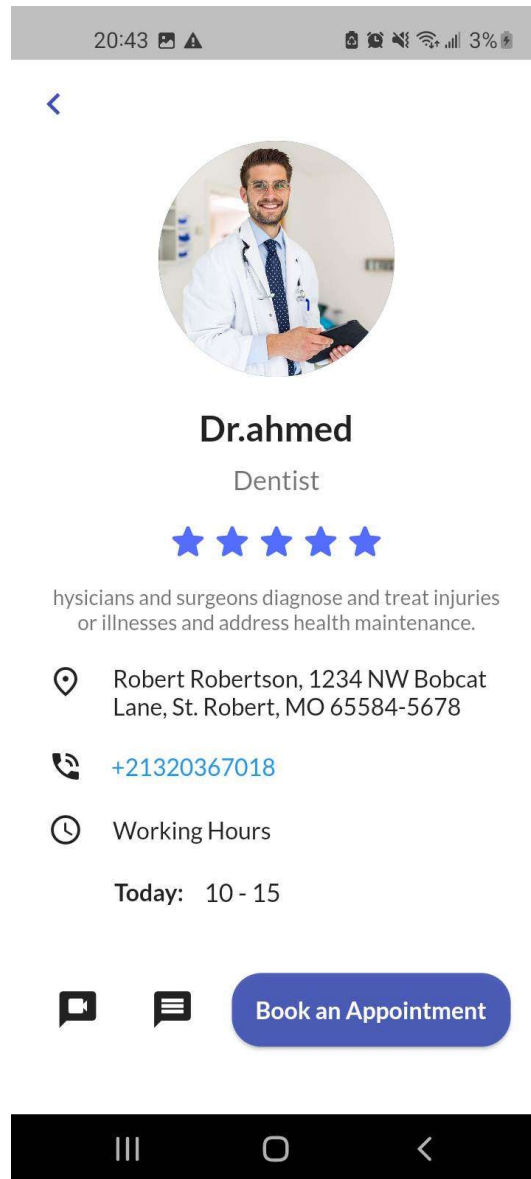 20:43 3%
Dr.ahmed
Dentist
hysicians and surgeons diagnose and treat injuries
or illnesses and address health maintenance.
Robert Robertson, 1234 NW Bobcat
Lane, St. Robert, MO 65584-5678
+21320367018
Working Hours
Today: 10 - 15
Book an Appointment